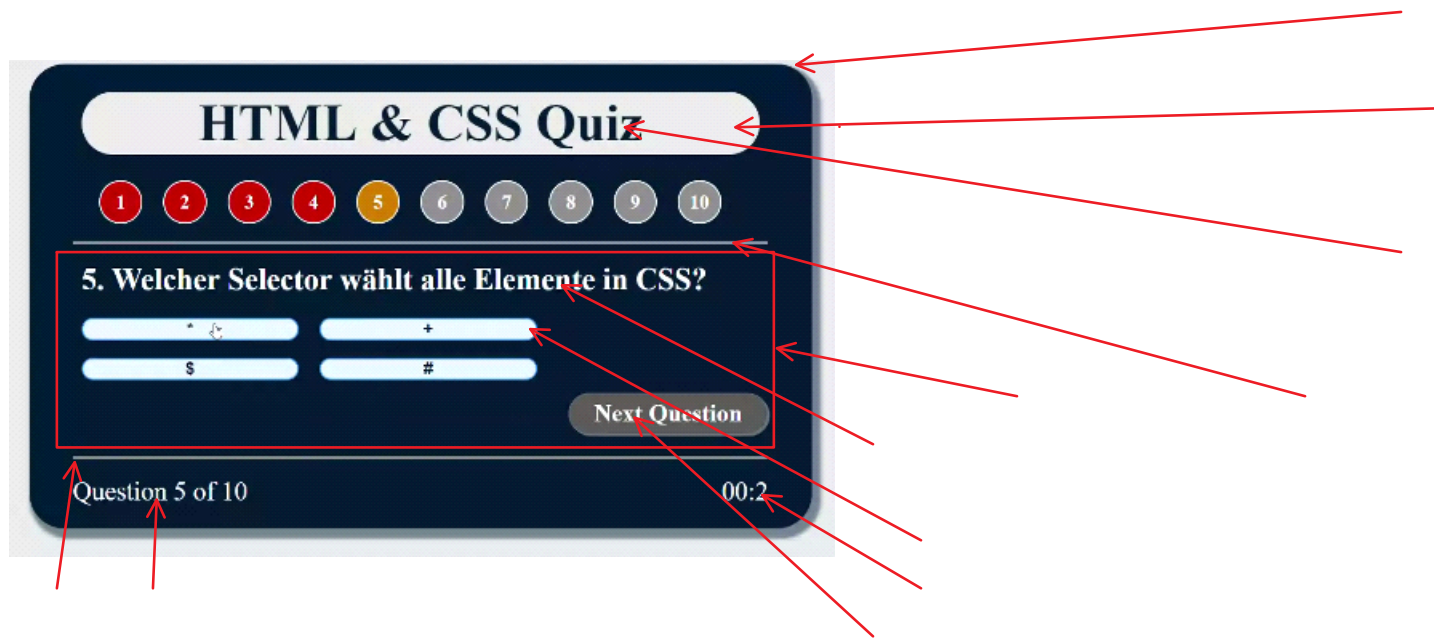 HTML & CSS Quiz
1 2 3 4 5 6 7 8 9 10
5. Welcher Selector wählt alle Elemente in CSS?
* +
$ #
Next Question
Question 5 of 10 00:2